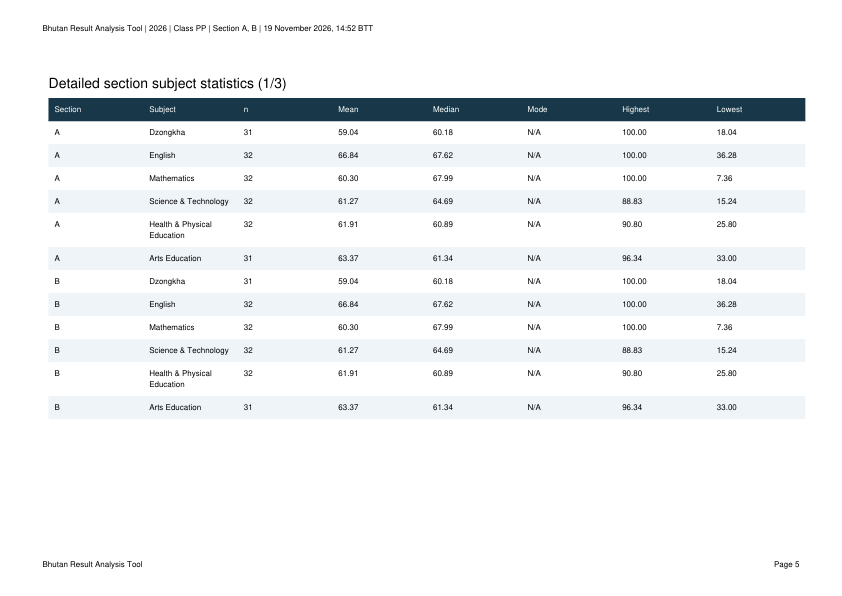 Bhutan Result Analysis Tool | 2026 | Class PP | Section A, B | 19 November 2026, 14:52 BTT
Detailed section subject statistics (1/3)
Section Subject n Mean Median Mode Highest Lowest
A Dzongkha 31 59.04 60.18 N/A 100.00 18.04
A English 32 66.84 67.62 N/A 100.00 36.28
A Mathematics 32 60.30 67.99 N/A 100.00 7.36
A Science & Technology 32 61.27 64.69 N/A 88.83 15.24
A Health & Physical 32 61.91 60.89 N/A 90.80 25.80
Education
A Arts Education 31 63.37 61.34 N/A 96.34 33.00
B Dzongkha 31 59.04 60.18 N/A 100.00 18.04
B English 32 66.84 67.62 N/A 100.00 36.28
B Mathematics 32 60.30 67.99 N/A 100.00 7.36
B Science & Technology 32 61.27 64.69 N/A 88.83 15.24
B Health & Physical 32 61.91 60.89 N/A 90.80 25.80
Education
B Arts Education 31 63.37 61.34 N/A 96.34 33.00
Bhutan Result Analysis Tool Page 5